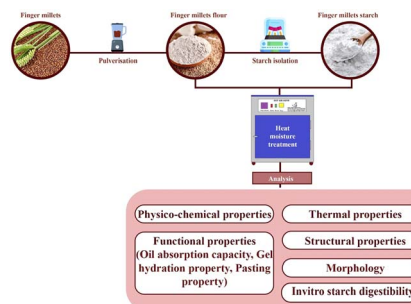 Finger millets
Finger millets flour
Finger millets starch
Pulverisation
Starch isolation
Heat
moisture
treatment
Analysis
Physico-chemical properties
Thermal properties
Functional properties
(Oil absorption capacity, Gel
hydration property, Pasting
property)
Structural properties
Morphology
Invitro starch digestibility